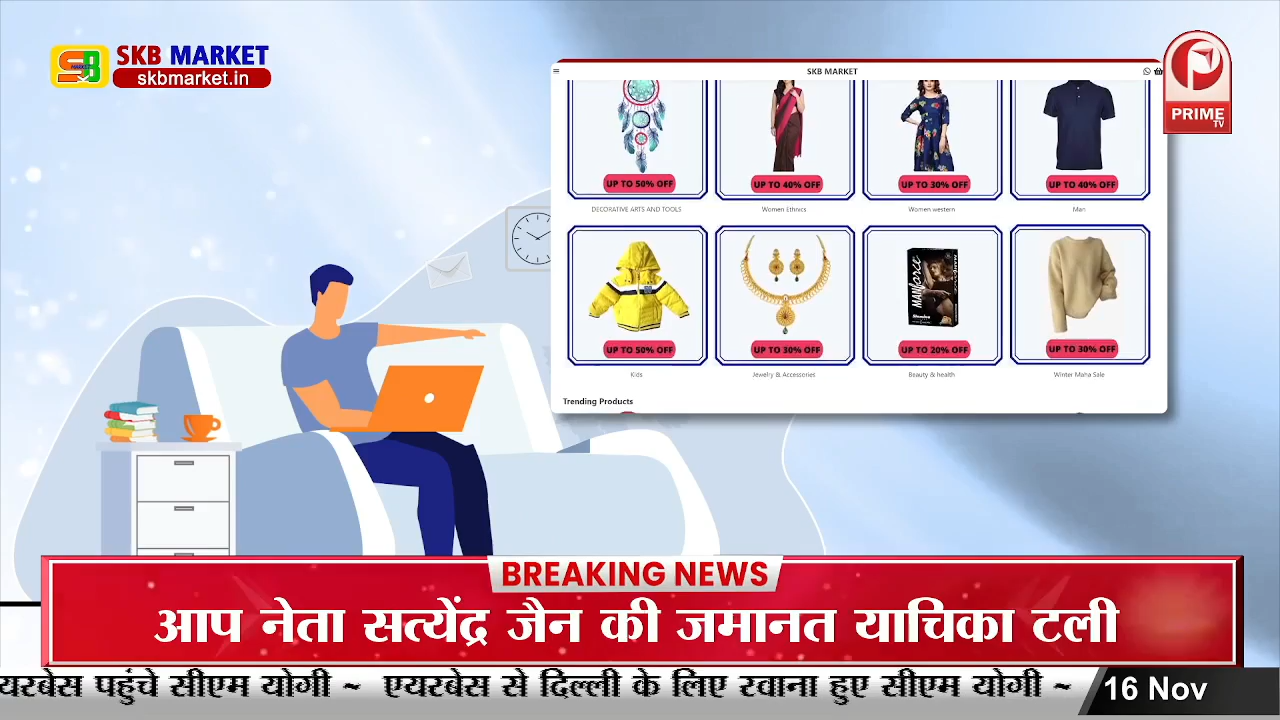 SKB MARKET
skbmarket.in
SKB MARKET
PRIME
TV
UP TO 50% OFF
UP TO 40% OFF
UP TO 30% OFF
UP TO 40% OFF
DECORATIVE ARTS AND TOOLS
Women Ethnics
Women western
Man
MANforce
UP TO 50% OFF
UP TO 30% OFF
UP TO 20% OFF
UP TO 30% OFF
Kids
Jewelry & Accessories
Beauty & health
Winter Maha Sale
Trending Products
BREAKING NEWS
आप नेता सत्येंद्र जैन की जमानत याचिका टली
यरबेस पहुंचे सीएम योगी ~ एयरबेस से दिल्ली के लिए रवाना हुए सीएम योगी ~
16 Nov